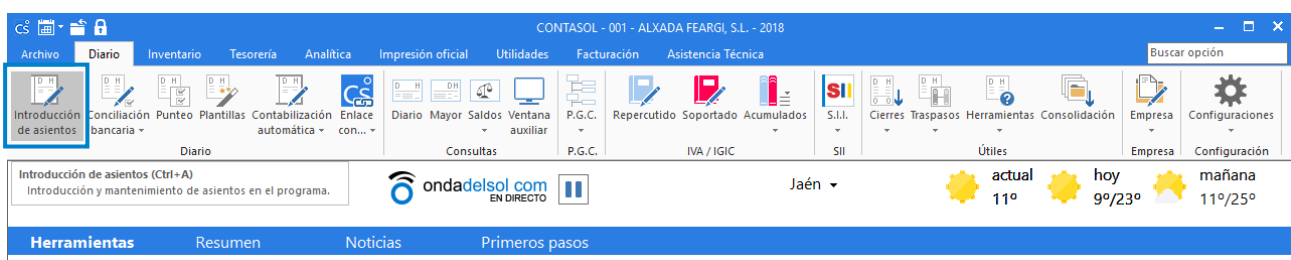 CONTASOL - 001 - ALXADA FEARGI, S.L. - 2018
Archivo Diario Inventario Tesorería Analítica Impresión oficial Utilidades Facturación Asistencia Técnica Buscar opción
Introducción de asientos
Conciliación bancaria
Punteo
Plantillas
Contabilización automática
Enlace con...
Diario
Mayor
Saldos
Ventana auxiliar
P.G.C.
Repercutido
Soportado
Acumulados
S.I.I.
Cierres
Traspasos
Herramientas
Consolidación
Empresa
Configuraciones
Diario Consultas P.G.C. IVA / IGIC SII Útiles Empresa Configuración
Introducción de asientos (Ctrl+A)
Introducción y mantenimiento de asientos en el programa.
ondadelsol com
EN DIRECTO
Jaén
actual
11º
hoy
9º/23º
mañana
11º/25º
Herramientas Resumen Noticias Primeros pasos